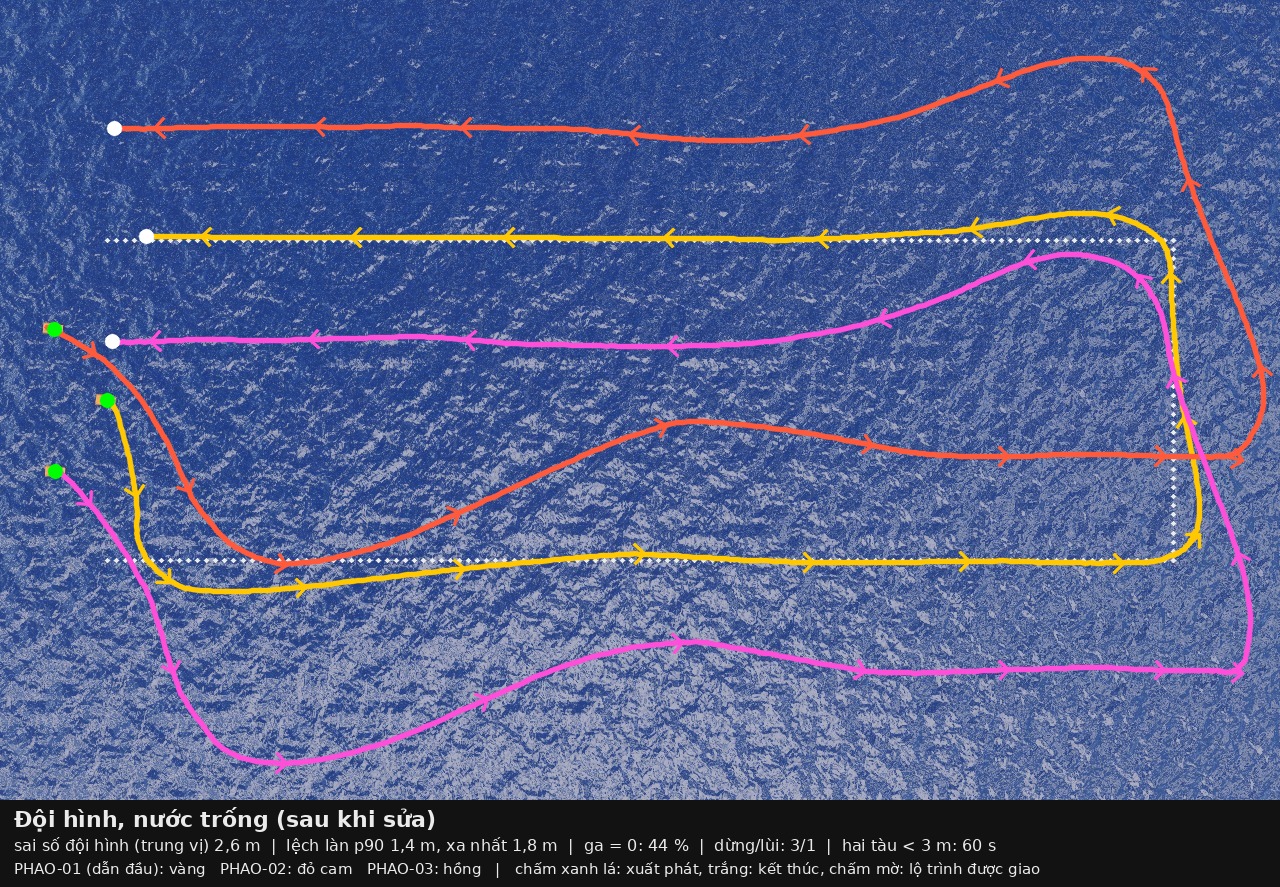 Đội hình, nước trống (sau khi sửa)
sai số đội hình (trung vị) 2,6 m | lệch làn p90 1,4 m, xa nhất 1,8 m | ga = 0: 44 % | dừng/lùi: 3/1 | hai tàu < 3 m: 60 s
PHAO-01 (dẫn đầu): vàng PHAO-02: đỏ cam PHAO-03: hồng | chấm xanh lá: xuất phát, trắng: kết thúc, chấm mờ: lộ trình được giao